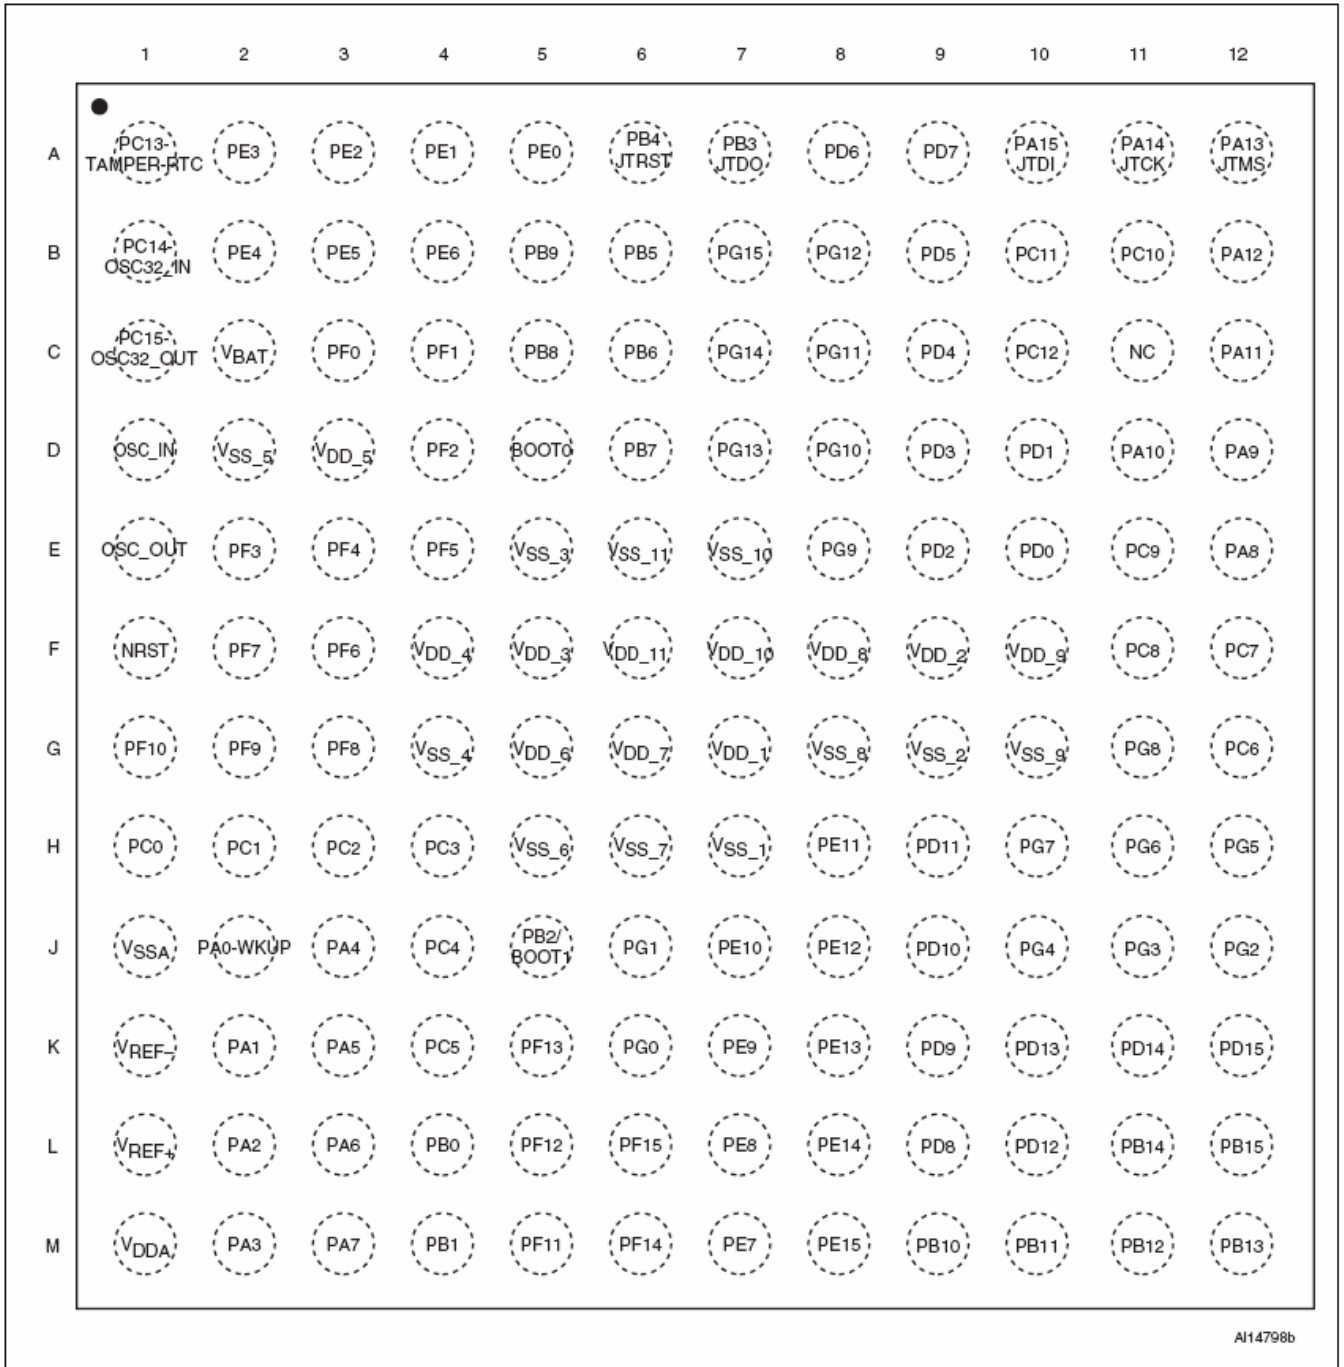 1 2 3 4 5 6 7 8 9 10 11 12
A PC13- TAMPER-RTC PE3 PE2 PE1 PE0 PB4 JTRST PB3 JTDO PD6 PD7 PA15 JTDI PA14 JTCK PA13 JTMS
B PC14- OSC32_IN PE4 PE5 PE6 PB9 PB5 PG15 PG12 PD5 PC11 PC10 PA12
C PC15- OSC32_OUT VBAT PF0 PF1 PB8 PB6 PG14 PG11 PD4 PC12 NC PA11
D OSC_IN VSS_5 VDD_5 PF2 BOOT0 PB7 PG13 PG10 PD3 PD1 PA10 PA9
E OSC_OUT PF3 PF4 PF5 VSS_3 VSS_11 VSS_10 PG9 PD2 PD0 PC9 PA8
F NRST PF7 PF6 VDD_4 VDD_3 VDD_11 VDD_10 VDD_8 VDD_2 VDD_9 PC8 PC7
G PF10 PF9 PF8 VSS_4 VDD_6 VDD_7 VDD_1 VSS_8 VSS_2 VSS_9 PG8 PC6
H PC0 PC1 PC2 PC3 VSS_6 VSS_7 VSS_1 PE11 PD11 PG7 PG6 PG5
J VSSA PA0-WKUP PA4 PC4 PB2/ BOOT1 PG1 PE10 PE12 PD10 PG4 PG3 PG2
K VREF– PA1 PA5 PC5 PF13 PG0 PE9 PE13 PD9 PD13 PD14 PD15
L VREF+ PA2 PA6 PB0 PF12 PF15 PE8 PE14 PD8 PD12 PB14 PB15
M VDDA PA3 PA7 PB1 PF11 PF14 PE7 PE15 PB10 PB11 PB12 PB13
AI14798b